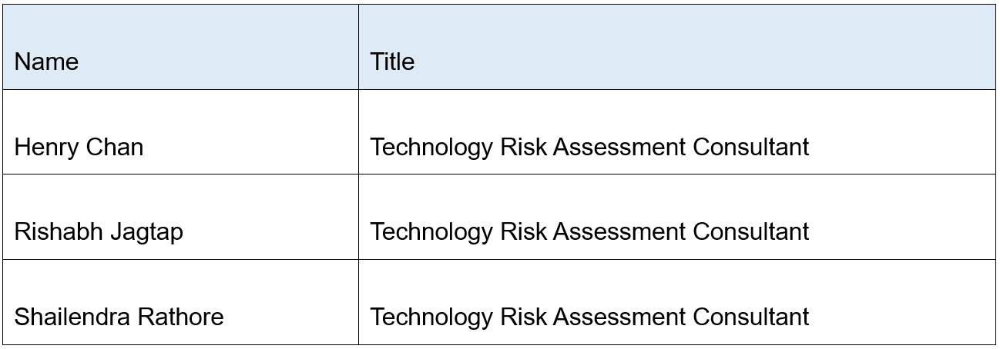 Name Title
Henry Chan Technology Risk Assessment Consultant
Rishabh Jagtap Technology Risk Assessment Consultant
Shailendra Rathore Technology Risk Assessment Consultant